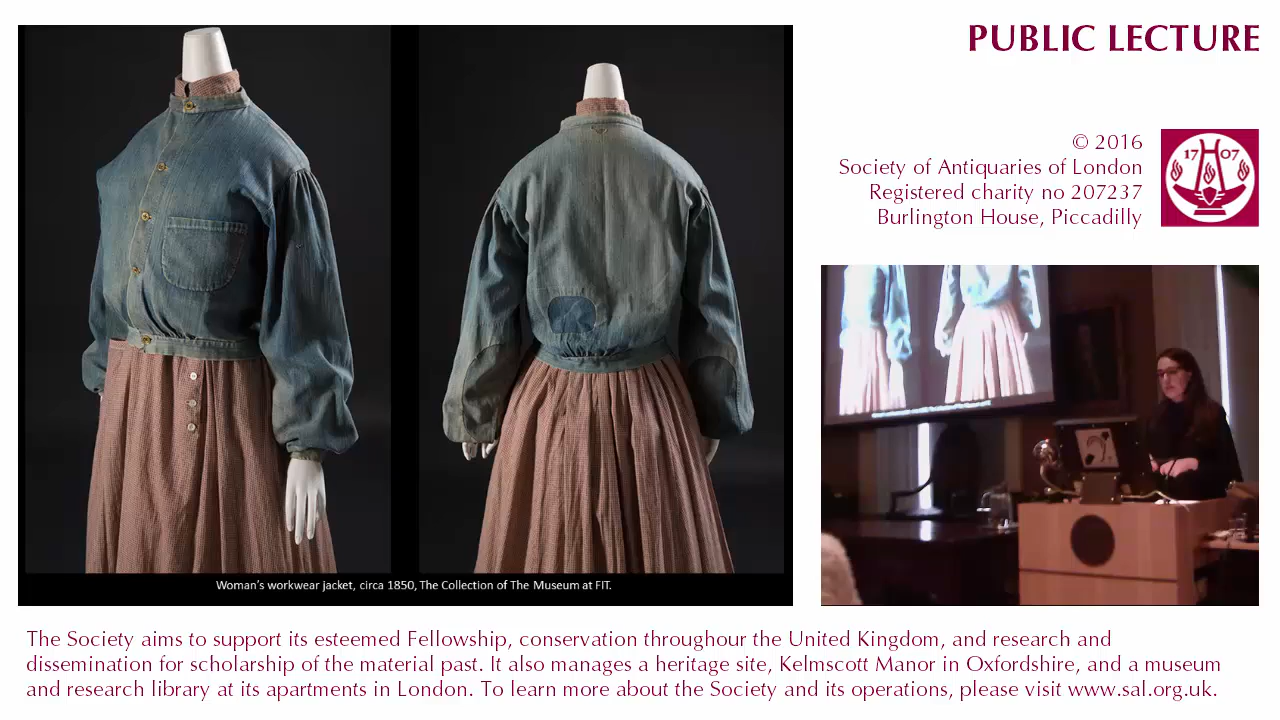 PUBLIC LECTURE
© 2016
Society of Antiquaries of London
Registered charity no 207237
Burlington House, Piccadilly
17 07
Woman's workwear jacket, circa 1850, The Collection of The Museum at FIT.
The Society aims to support its esteemed Fellowship, conservation throughour the United Kingdom, and research and
dissemination for scholarship of the material past. It also manages a heritage site, Kelmscott Manor in Oxfordshire, and a museum
and research library at its apartments in London. To learn more about the Society and its operations, please visit www.sal.org.uk.